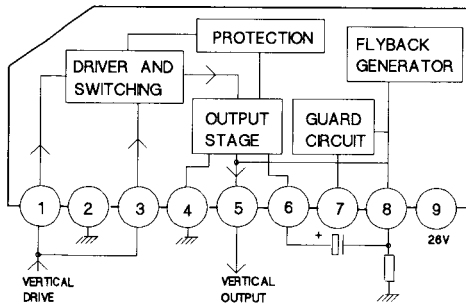 PROTECTION
FLYBACK
GENERATOR
DRIVER AND
SWITCHING
OUTPUT
STAGE
GUARD
CIRCUIT
1 2 3 4 5 6 7 8 9
26V
+
VERTICAL
DRIVE
VERTICAL
OUTPUT